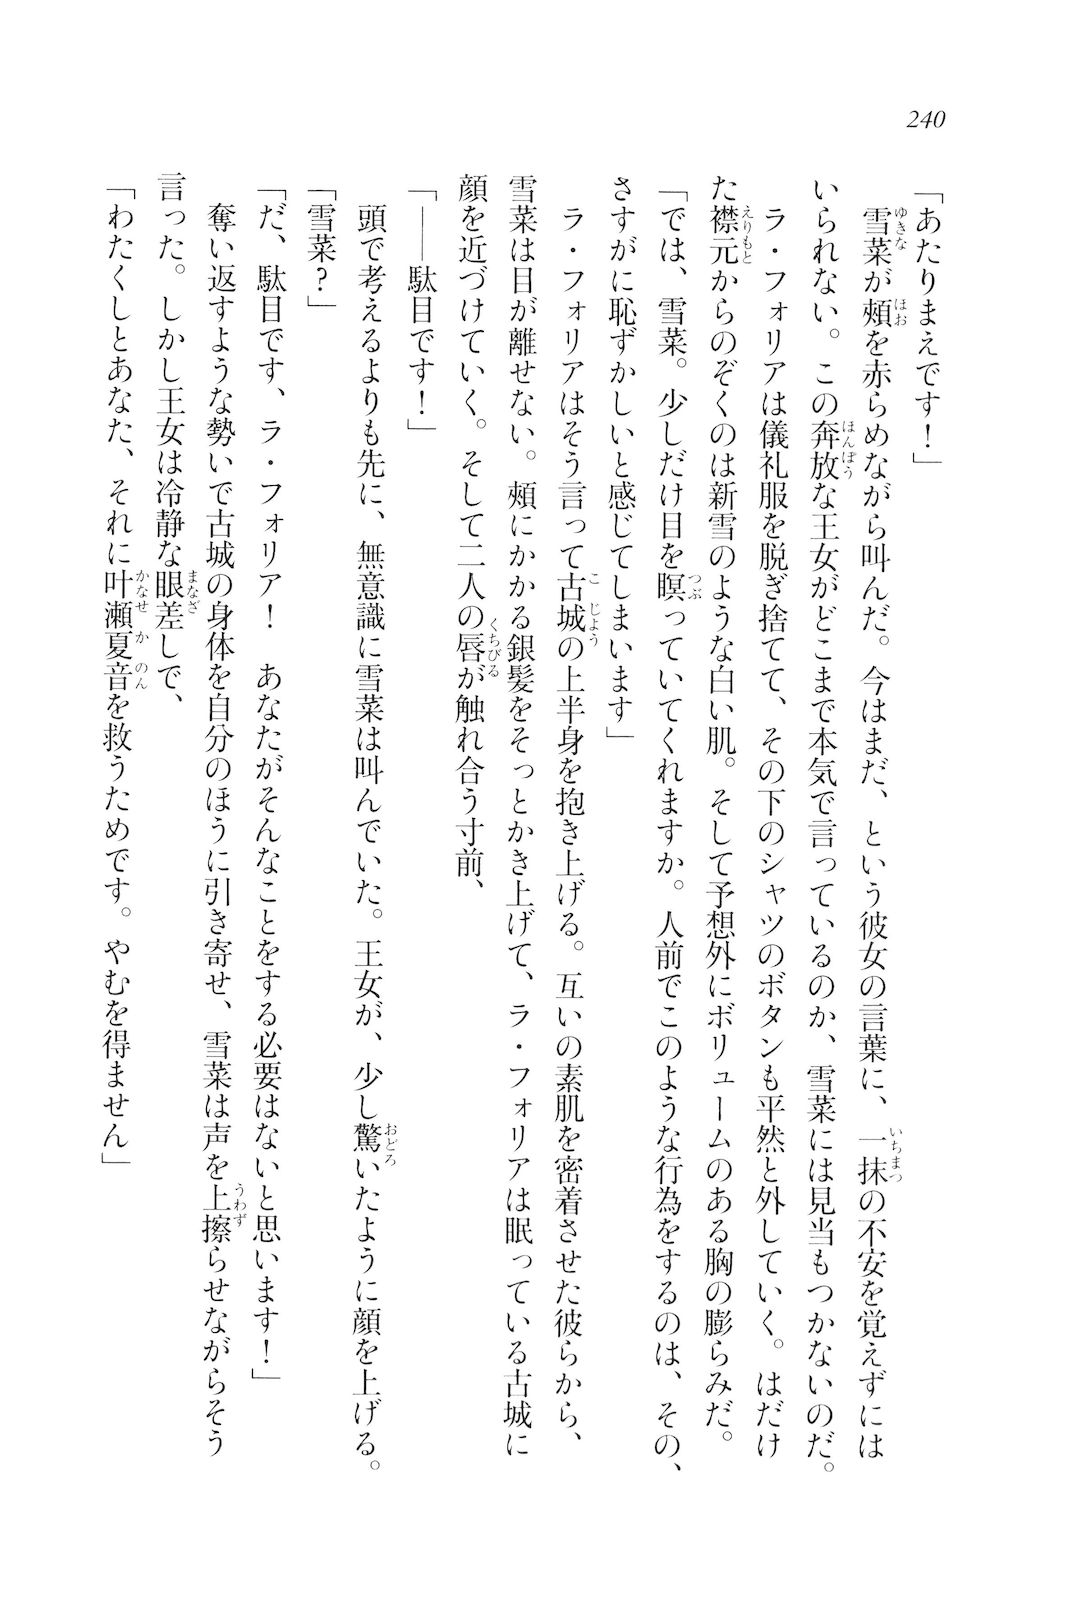 240
「あたりまえです！」
雪菜が頰を赤らめながら叫んだ。今はまだ、という彼女の言葉に、一抹の不安を覚えずには
いられない。この奔放な王女がどこまで本気で言っているのか、雪菜には見当もつかないのだ。
ラ・フォリアは儀礼服を脱ぎ捨てて、その下のシャツのボタンも平然と外していく。はだけ
た襟元からのぞくのは新雪のような白い肌。そして予想外にボリュームのある胸の膨らみだ。
「では、雪菜。少しだけ目を瞑っていてくれますか。人前でこのような行為をするのは、その、
さすがに恥ずかしいと感じてしまいます」
ラ・フォリアはそう言って古城の上半身を抱き上げる。互いの素肌を密着させた彼らから、
雪菜は目が離せない。頰にかかる銀髪をそっとかき上げて、ラ・フォリアは眠っている古城に
顔を近づけていく。そして二人の唇が触れ合う寸前、
「――駄目です！」
頭で考えるよりも先に、無意識に雪菜は叫んでいた。王女が、少し驚いたように顔を上げる。
「雪菜？」
「だ、駄目です、ラ・フォリア！　あなたがそんなことをする必要はないと思います！」
奪い返すような勢いで古城の身体を自分のほうに引き寄せ、雪菜は声を上擦らせながらそう
言った。しかし王女は冷静な眼差しで、
「わたくしとあなた、それに叶瀬夏音を救うためです。やむを得ません」